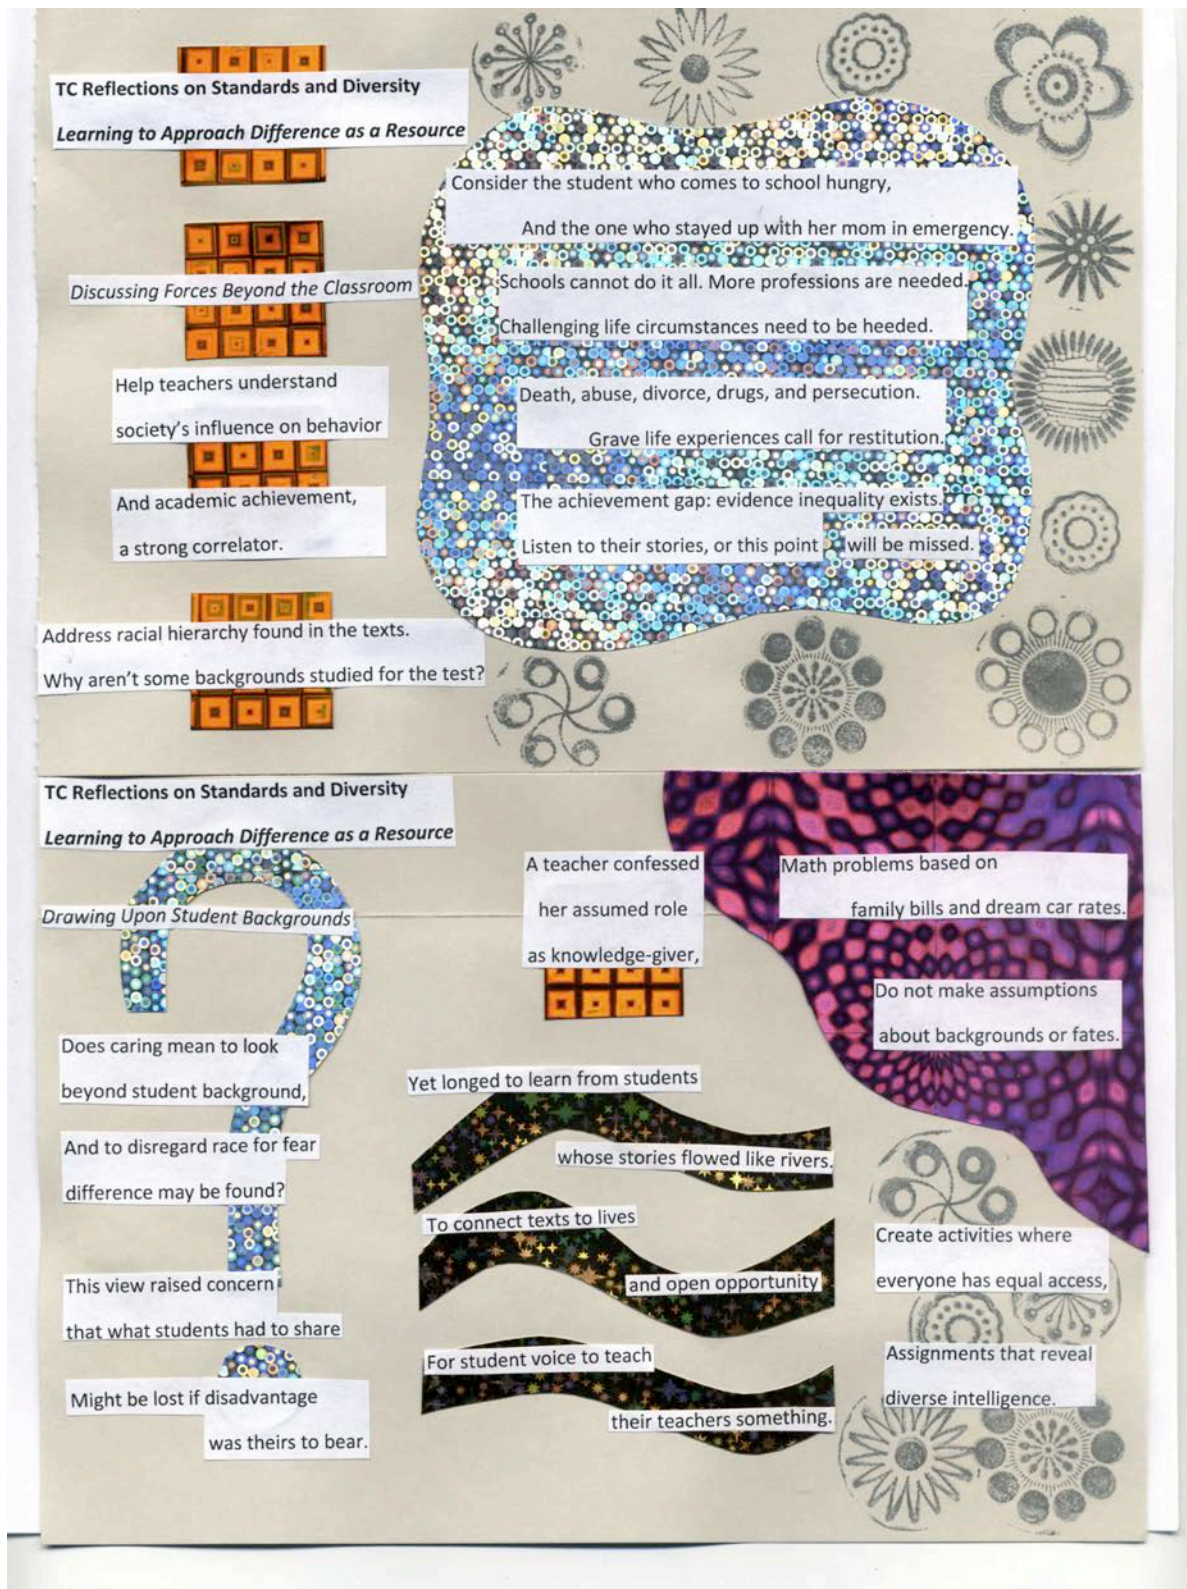 TC Reflections on Standards and Diversity
Learning to Approach Difference as a Resource
Discussing Forces Beyond the Classroom
Help teachers understand
society's influence on behavior
And academic achievement,
a strong correlator.
Address racial hierarchy found in the texts.
Why aren't some backgrounds studied for the test?
Consider the student who comes to school hungry,
And the one who stayed up with her mom in emergency.
Schools cannot do it all. More professions are needed.
Challenging life circumstances need to be heeded.
Death, abuse, divorce, drugs, and persecution.
Grave life experiences call for restitution.
The achievement gap: evidence inequality exists.
Listen to their stories, or this point will be missed.
TC Reflections on Standards and Diversity
Learning to Approach Difference as a Resource
Drawing Upon Student Backgrounds
Does caring mean to look
beyond student background,
And to disregard race for fear
difference may be found?
This view raised concern
that what students had to share
Might be lost if disadvantage
was theirs to bear.
A teacher confessed
her assumed role
as knowledge-giver,
Yet longed to learn from students
whose stories flowed like rivers.
To connect texts to lives
and open opportunity
For student voice to teach
their teachers something.
Math problems based on
family bills and dream car rates.
Do not make assumptions
about backgrounds or fates.
Create activities where
everyone has equal access,
Assignments that reveal
diverse intelligence.